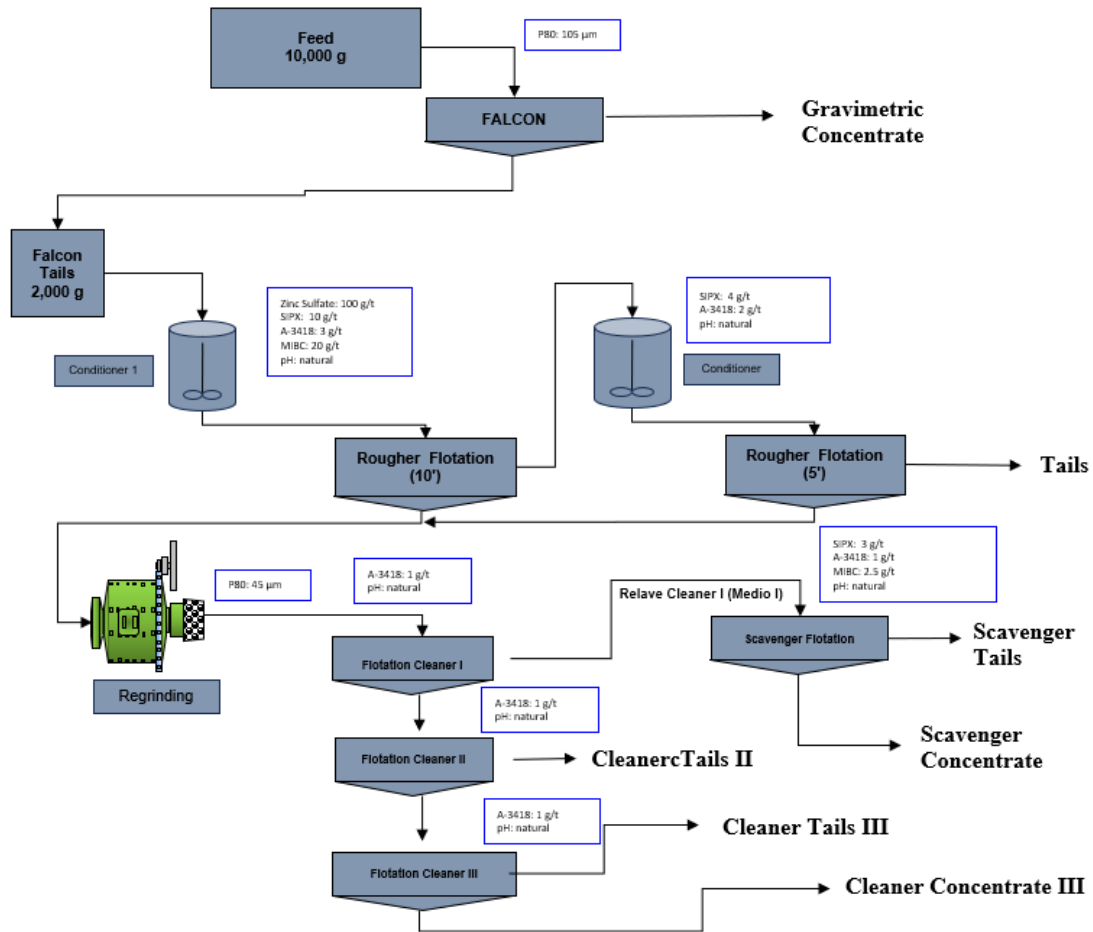 Feed
10,000 g
P80: 105 µm
FALCON
Gravimetric
Concentrate
Falcon
Tails
2,000 g
Zinc Sulfate: 100 g/t
SIPX: 10 g/t
A-3418: 3 g/t
MIBC: 20 g/t
pH: natural
SIPX: 4 g/t
A-3418: 2 g/t
pH: natural
Conditioner 1
Conditioner
Rougher Flotation
(10')
Rougher Flotation
(5')
Tails
P80: 45 µm
A-3418: 1 g/t
pH: natural
SIPX: 3 g/t
A-3418: 1 g/t
MIBC: 2.5 g/t
pH: natural
Relave Cleaner I (Medio I)
Regrinding
Flotation Cleaner I
Scavenger Flotation
Scavenger
Tails
A-3418: 1 g/t
pH: natural
Flotation Cleaner II
CleanercTails II
Scavenger
Concentrate
A-3418: 1 g/t
pH: natural
Cleaner Tails III
Flotation Cleaner III
Cleaner Concentrate III